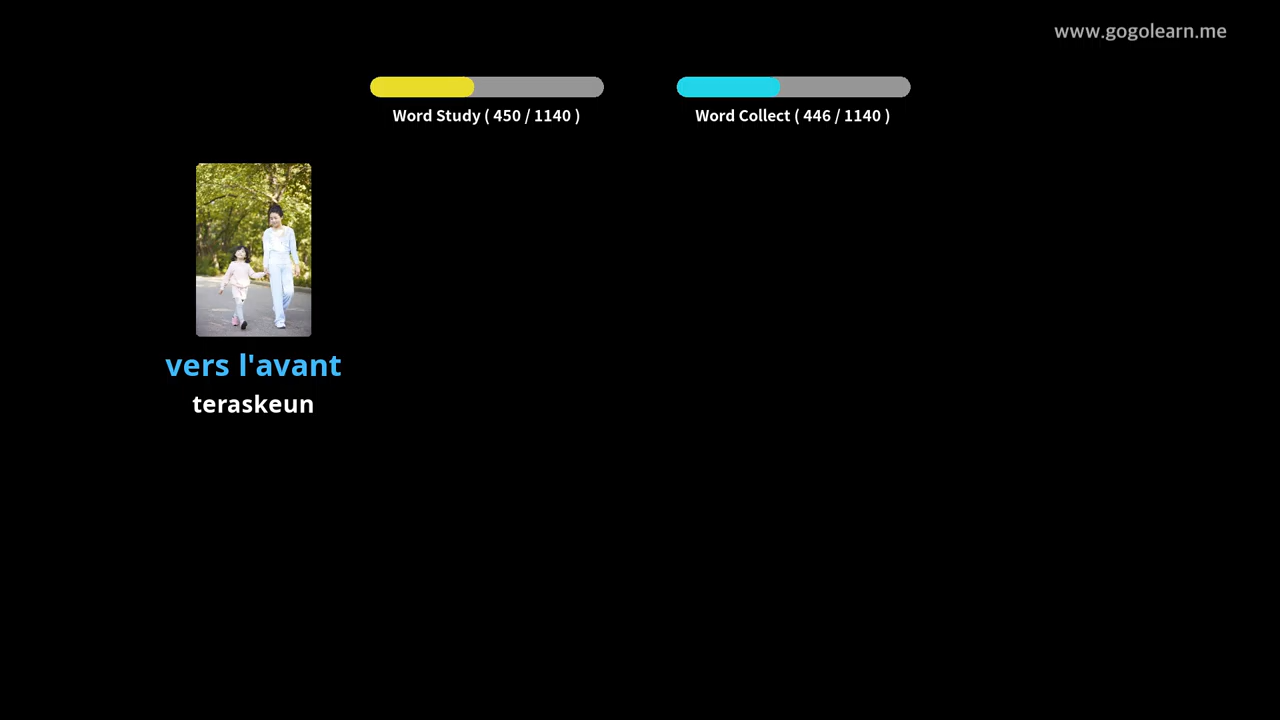 www.gogolearn.me
Word Study ( 450 / 1140 )
Word Collect ( 446 / 1140 )
vers l'avant
teraskeun